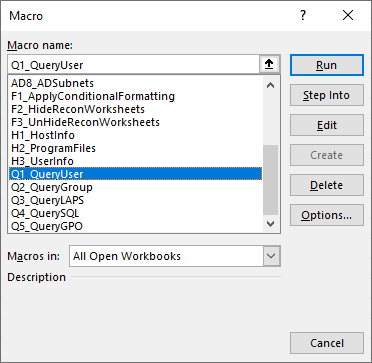 Macro
?
Macro name:
Q1_QueryUser
Run
AD8_ADSubnets
F1_ApplyConditionalFormatting
F2_HideReconWorksheets
F3_UnHideReconWorksheets
H1_HostInfo
H2_ProgramFiles
H3_UserInfo
Q1_QueryUser
Q2_QueryGroup
Q3_QueryLAPS
Q4_QuerySQL
Q5_QueryGPO
Step Into
Edit
Create
Delete
Options...
Macros in:
All Open Workbooks
Description
Cancel